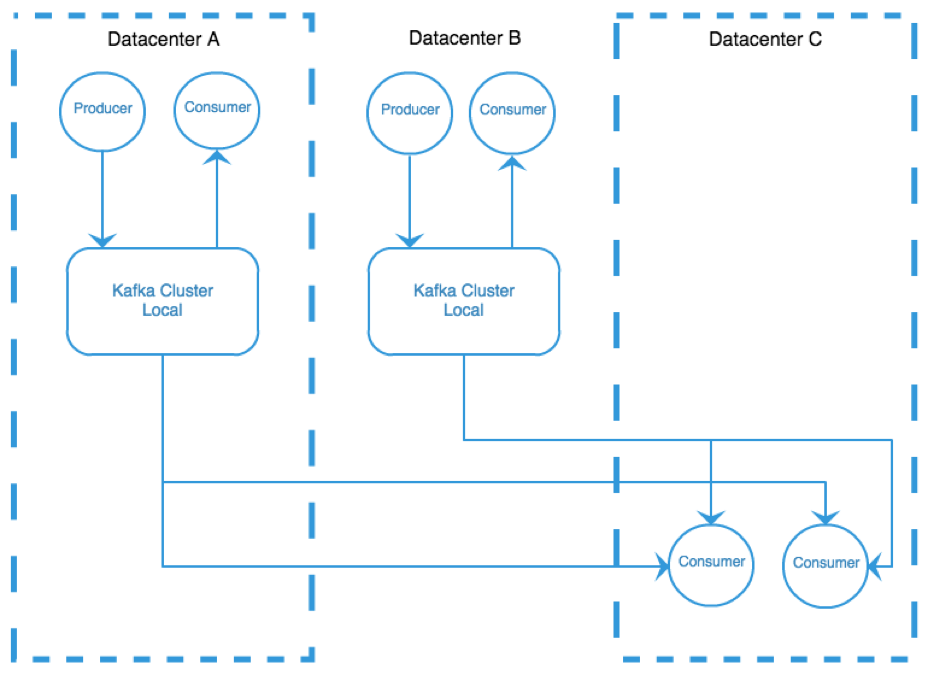 Datacenter A
Datacenter B
Datacenter C
Producer
Consumer
Producer
Consumer
Kafka Cluster
Local
Kafka Cluster
Local
Consumer
Consumer